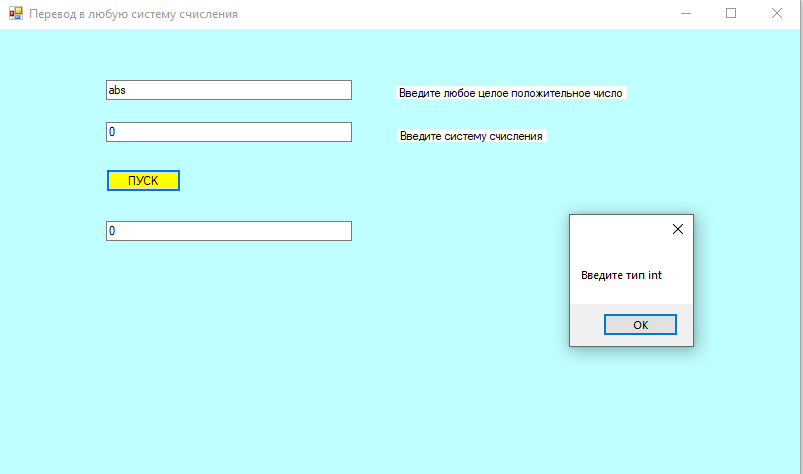 Перевод в любую систему счисления
abs
Введите любое целое положительное число
0
Введите систему счисления
ПУСК
0
Введите тип int
OK